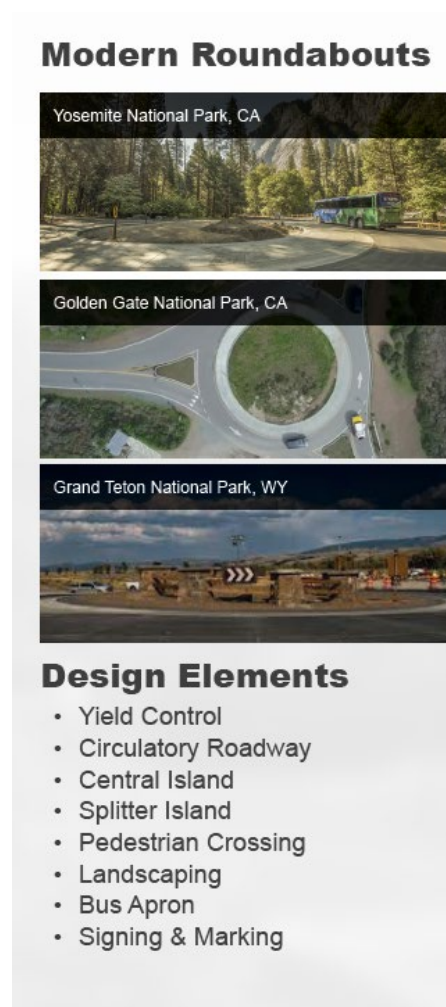 Modern Roundabouts
Yosemite National Park, CA
Golden Gate National Park, CA
Grand Teton National Park, WY
Design Elements
• Yield Control
• Circulatory Roadway
• Central Island
• Splitter Island
• Pedestrian Crossing
• Landscaping
• Bus Apron
• Signing & Marking